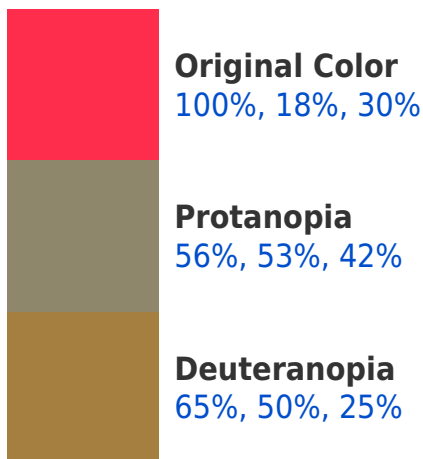 Original Color
100%, 18%, 30%
Protanopia
56%, 53%, 42%
Deuteranopia
65%, 50%, 25%